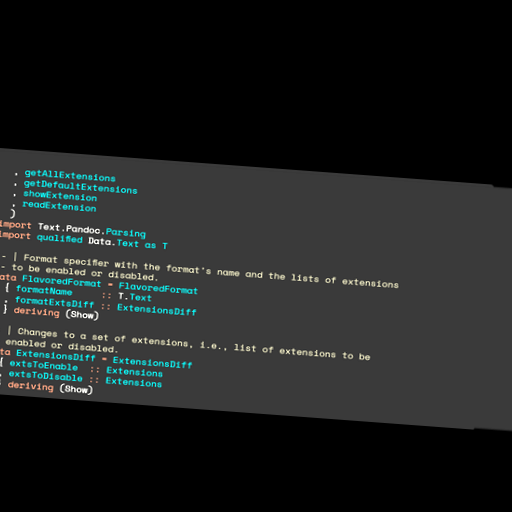 , getAllExtensions
, getDefaultExtensions
, showExtension
, readExtension
)
import Text.Pandoc.Parsing
import qualified Data.Text as T
- | Format specifier with the format's name and the lists of extensions
- to be enabled or disabled.
ata FlavoredFormat = FlavoredFormat
{ formatName :: T.Text
, formatExtsDiff :: ExtensionsDiff
} deriving (Show)
| Changes to a set of extensions, i.e., list of extensions to be
enabled or disabled.
ta ExtensionsDiff = ExtensionsDiff
{ extsToEnable :: Extensions
, extsToDisable :: Extensions
} deriving (Show)